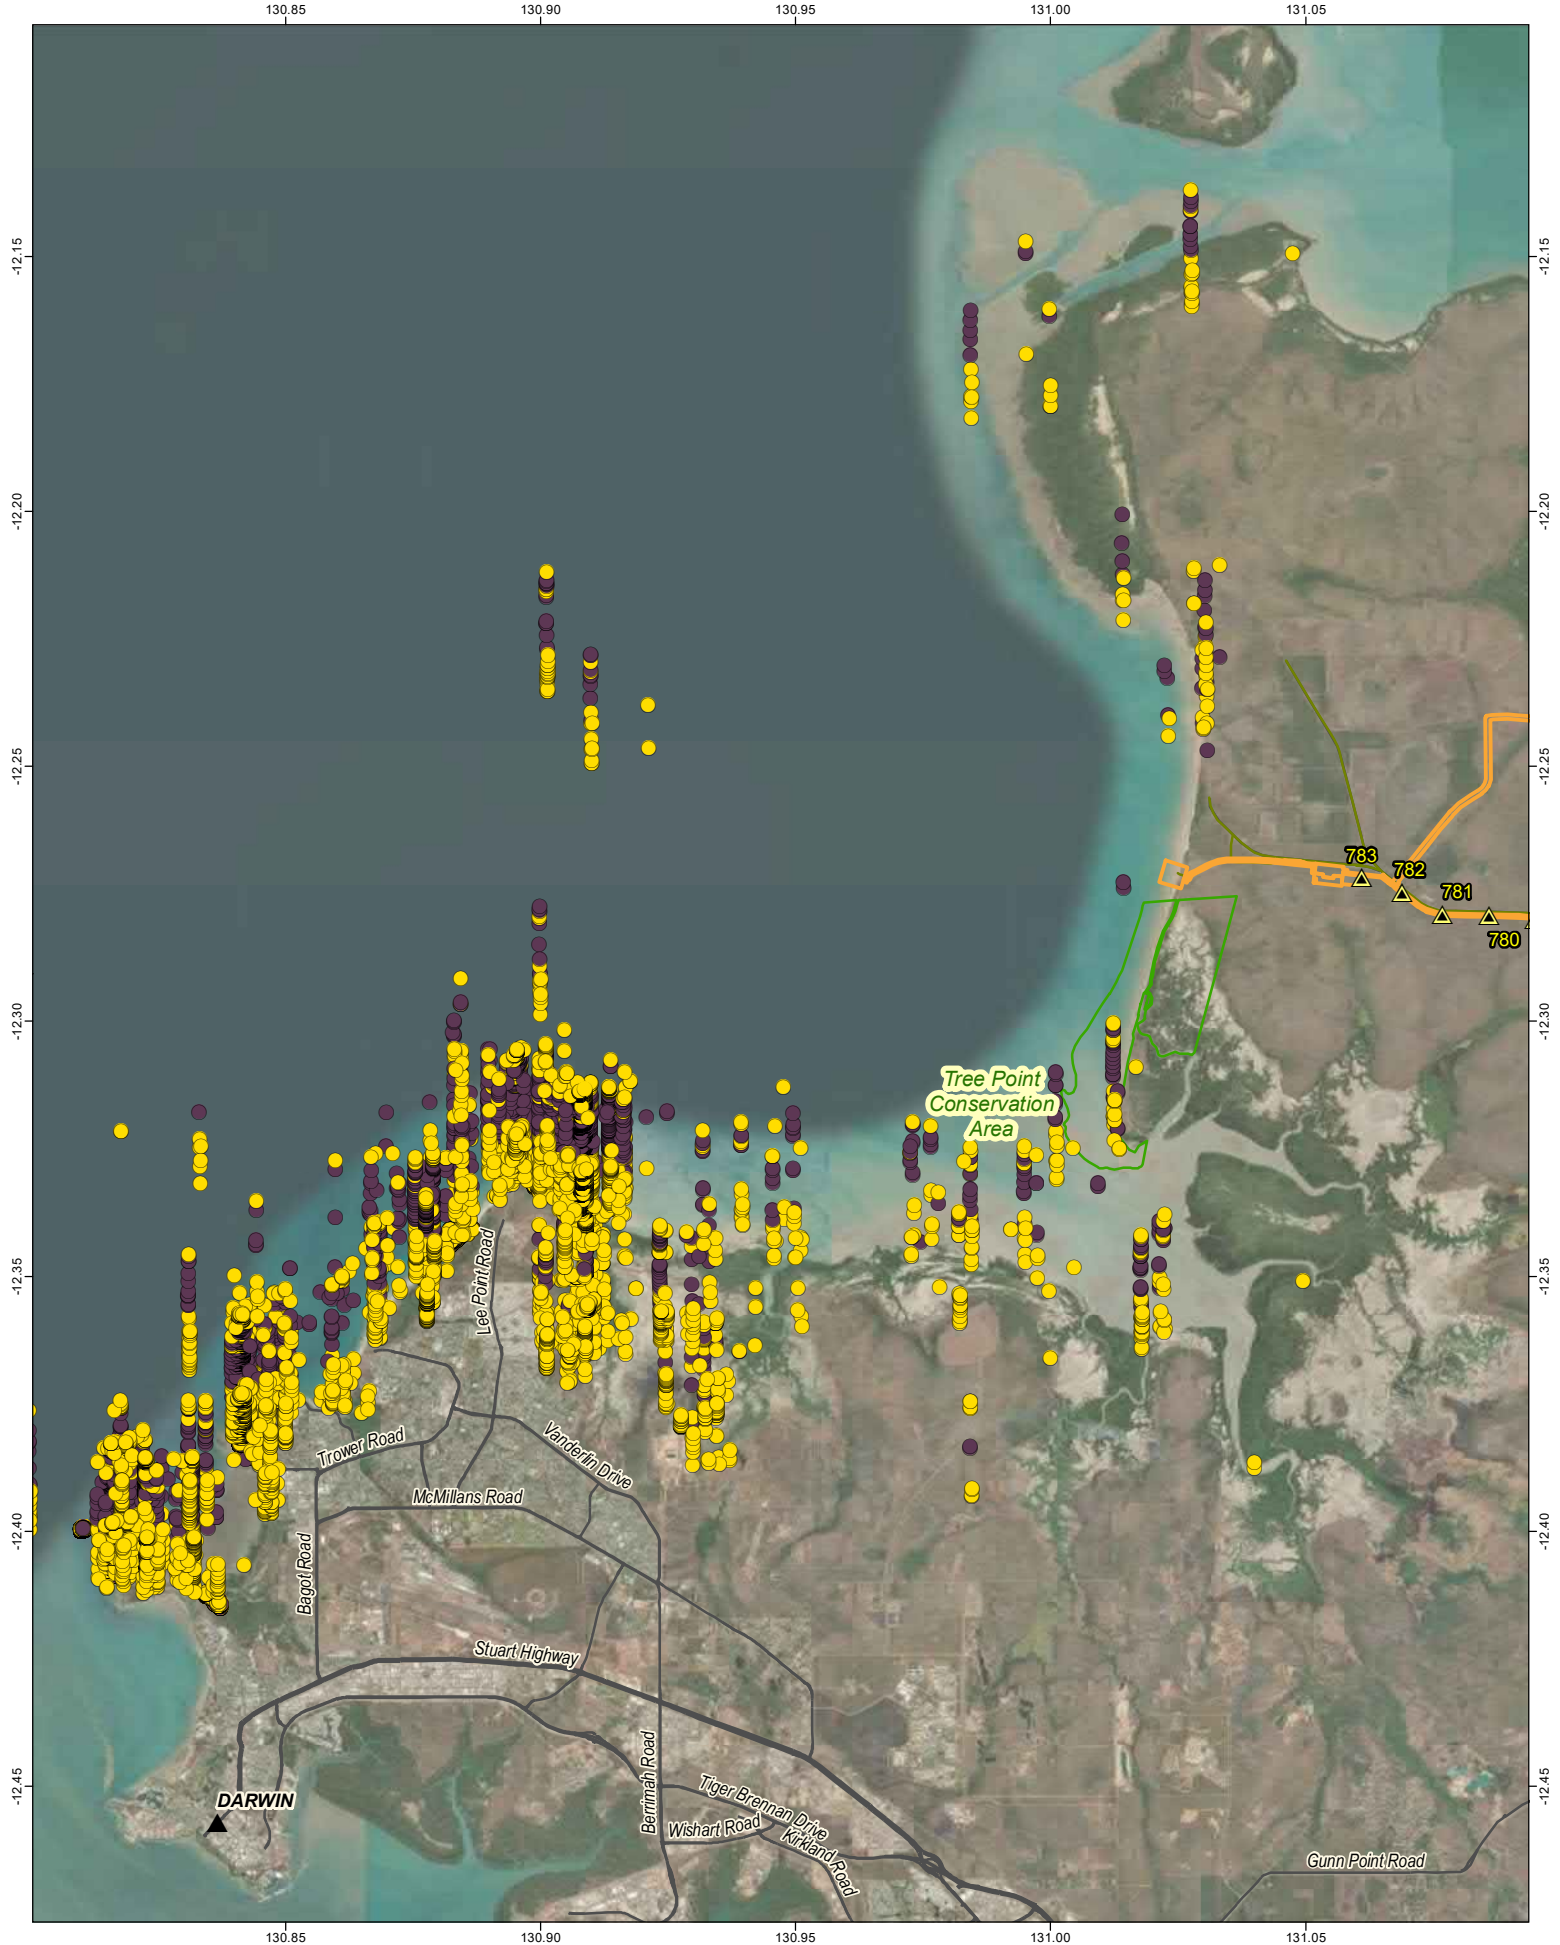 130.85
130.90
130.95
131.00
131.05
-12.15
-12.15
-12.20
-12.20
-12.25
-12.25
783
782
781
780
-12.30
-12.30
Tree Point
Conservation
Area
Lee Point Road
-12.35
-12.35
Trower Road
Vanderlin Drive
McMillans Road
-12.40
-12.40
Bagot Road
Stuart Highway
Berrimah Road
-12.45
-12.45
DARWIN
Tiger Brennan Drive
Wishart Road
Kirkland Road
Gunn Point Road
130.85
130.90
130.95
131.00
131.05